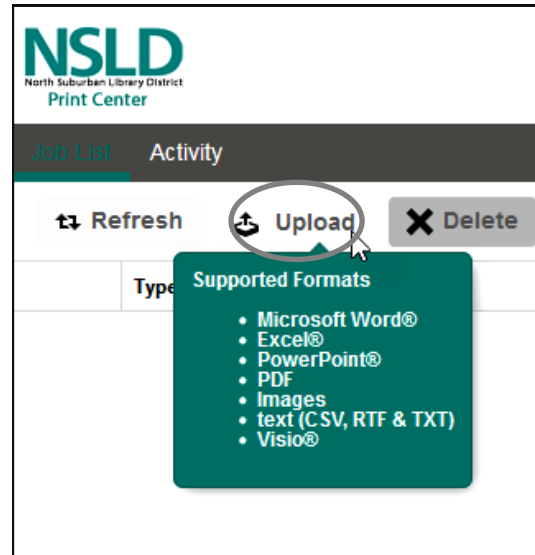 NSLD
North Suburban Library District
Print Center
Job List Activity
Refresh Upload Delete
Type
Supported Formats
• Microsoft Word®
• Excel®
• PowerPoint®
• PDF
• Images
• text (CSV, RTF & TXT)
• Visio®